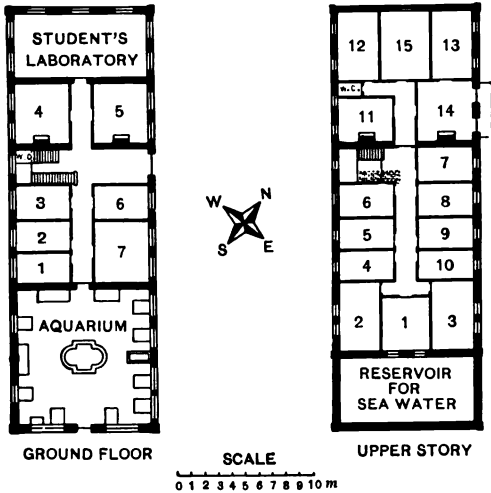 STUDENT'S
LABORATORY
4
5
W.C.
3
6
2
7
1
AQUARIUM
GROUND FLOOR
W
N
S
E
SCALE
0 1 2 3 4 5 6 7 8 9 10 m
12
15
13
W.C.
11
14
7
6
8
5
9
4
10
2
1
3
RESERVOIR
FOR
SEA WATER
UPPER STORY